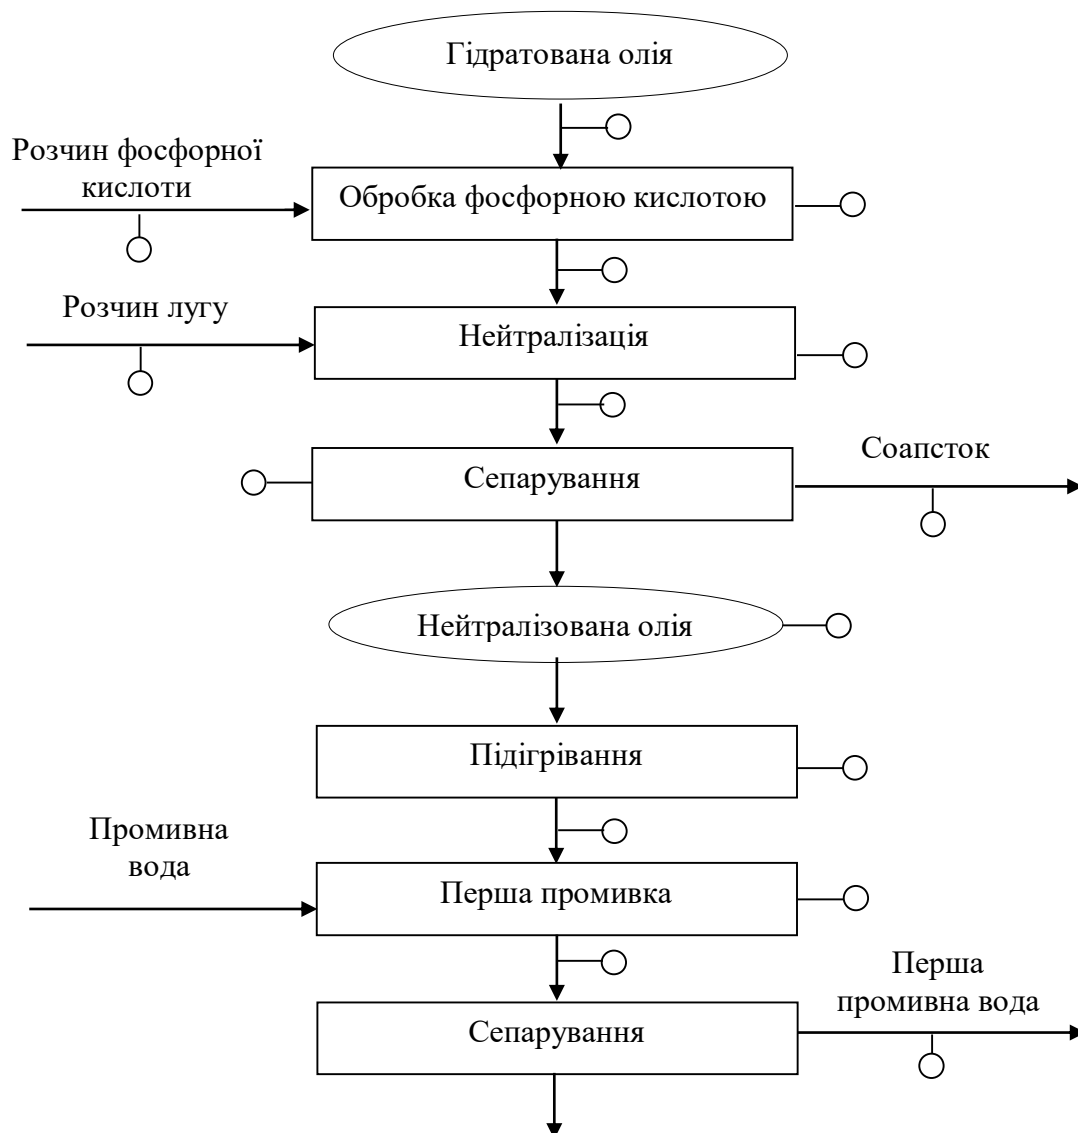 Гідратована олія
Розчин фосфорної
кислоти
Обробка фосфорною кислотою
Розчин лугу
Нейтралізація
Соапсток
Сепарування
Нейтралізована олія
Підігрівання
Промивна
вода
Перша промивка
Перша
промивна вода
Сепарування